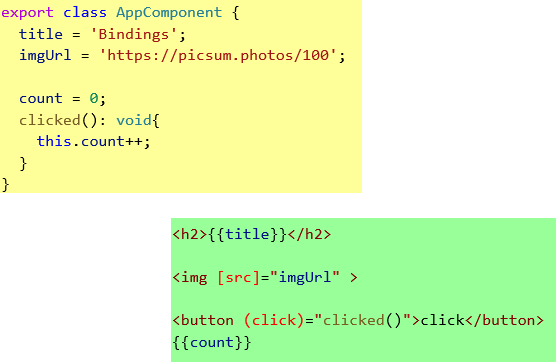 export class AppComponent {
  title = 'Bindings';
  imgUrl = 'https://picsum.photos/100';
  count = 0;
  clicked(): void{
    this.count++;
  }
}
<h2>{{title}}</h2>
<img [src]="imgUrl" >
<button (click)="clicked()">click</button>
{{count}}